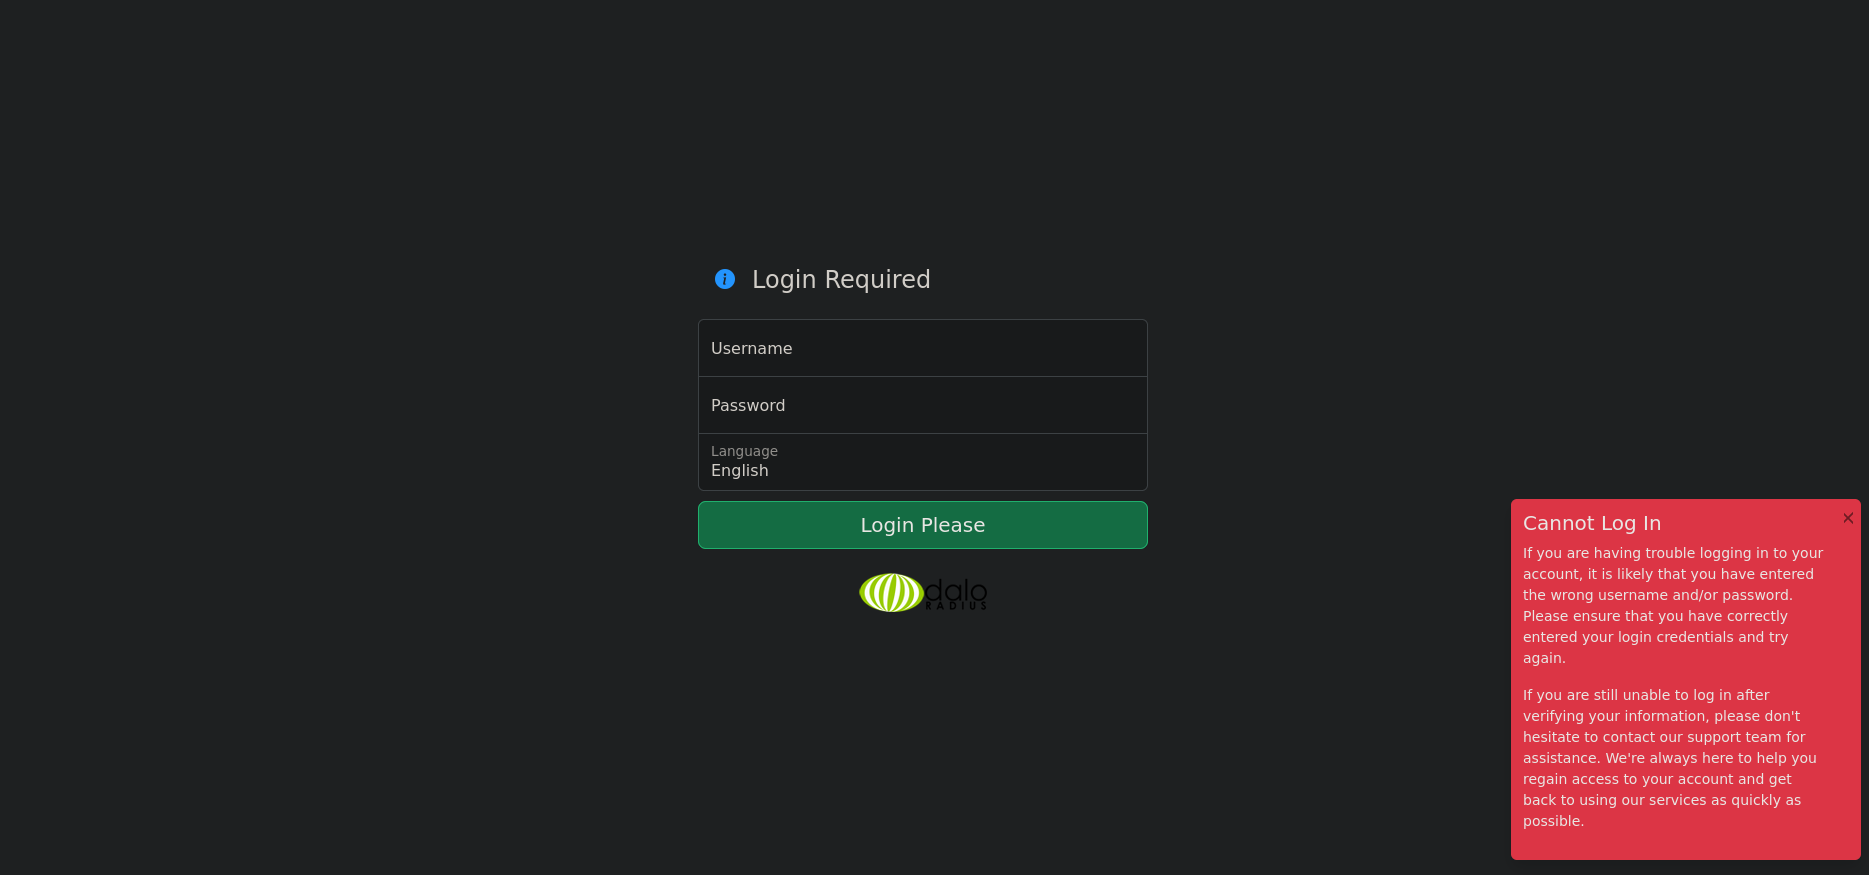 Login Required
Username
Password
Language
English
Login Please
dalo
RADIUS
Cannot Log In
If you are having trouble logging in to your
account, it is likely that you have entered
the wrong username and/or password.
Please ensure that you have correctly
entered your login credentials and try
again.
If you are still unable to log in after
verifying your information, please don't
hesitate to contact our support team for
assistance. We're always here to help you
regain access to your account and get
back to using our services as quickly as
possible.